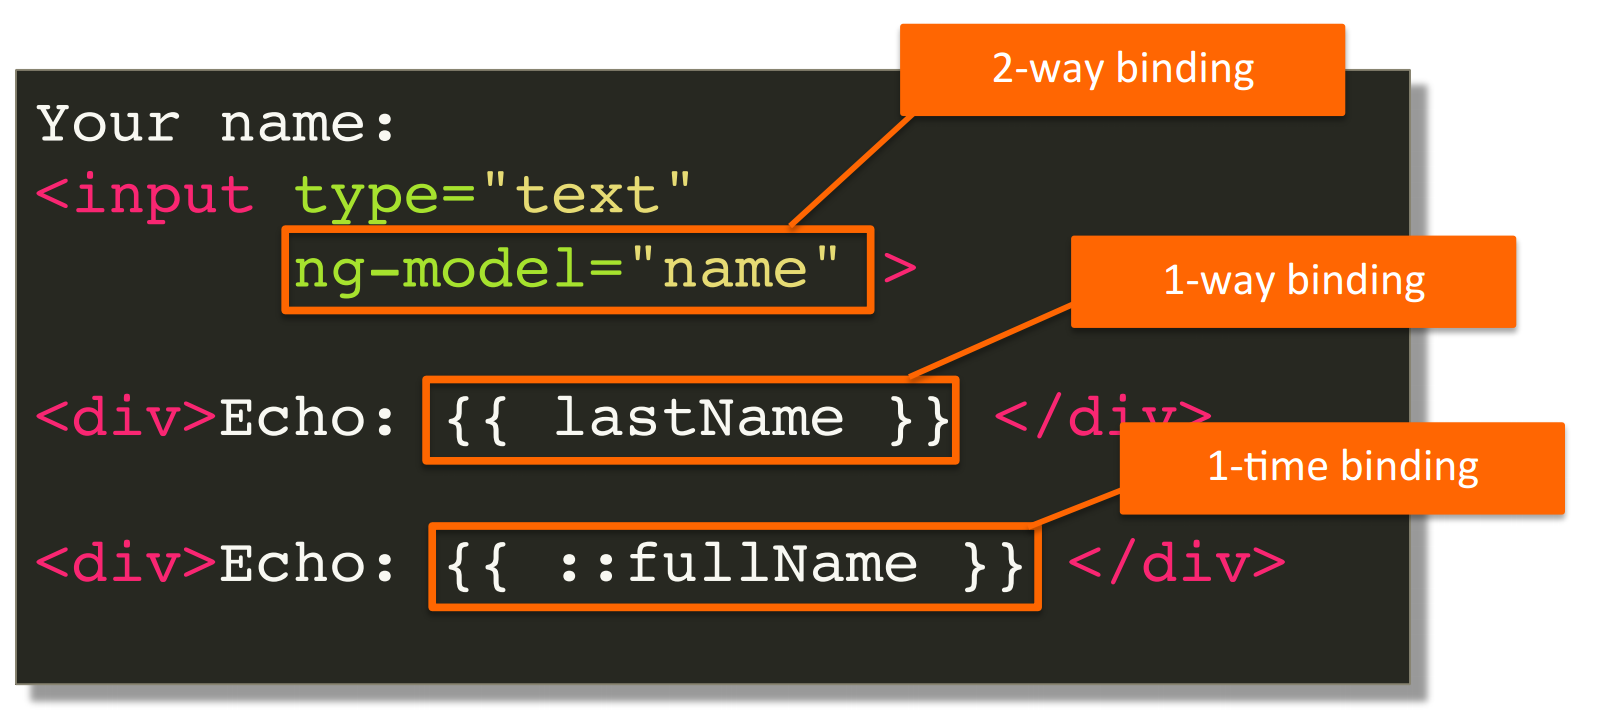 2-way binding
Your name:
<input type="text"
ng-model="name" >
1-way binding
<div>Echo: {{ lastName }} </div>
1-time binding
<div>Echo: {{ ::fullName }} </div>